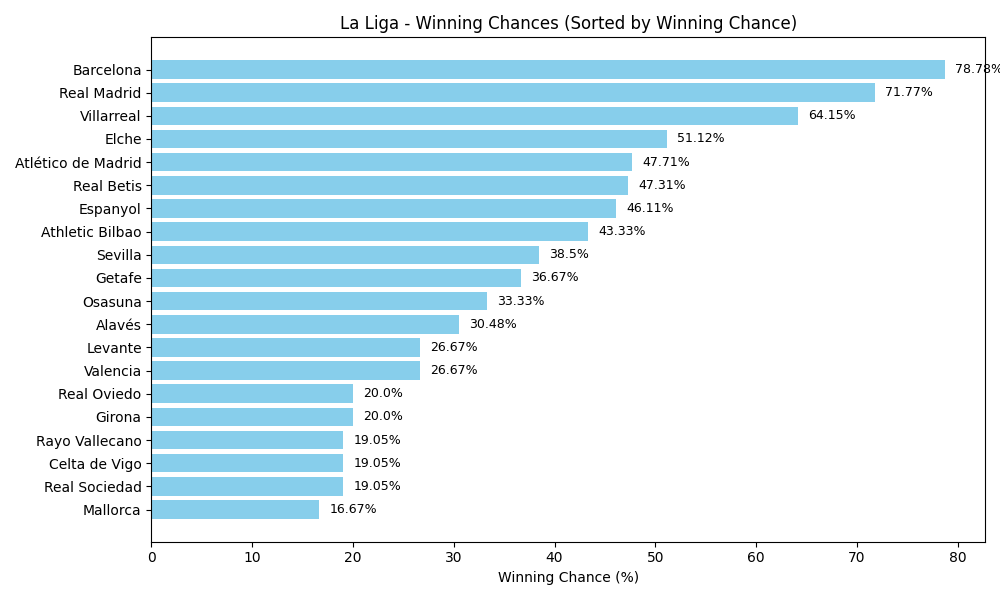 La Liga - Winning Chances (Sorted by Winning Chance)
Barcelona 78.78%
Real Madrid 71.77%
Villarreal 64.15%
Elche 51.12%
Atlético de Madrid 47.71%
Real Betis 47.31%
Espanyol 46.11%
Athletic Bilbao 43.33%
Sevilla 38.5%
Getafe 36.67%
Osasuna 33.33%
Alavés 30.48%
Levante 26.67%
Valencia 26.67%
Real Oviedo 20.0%
Girona 20.0%
Rayo Vallecano 19.05%
Celta de Vigo 19.05%
Real Sociedad 19.05%
Mallorca 16.67%
0 10 20 30 40 50 60 70 80
Winning Chance (%)